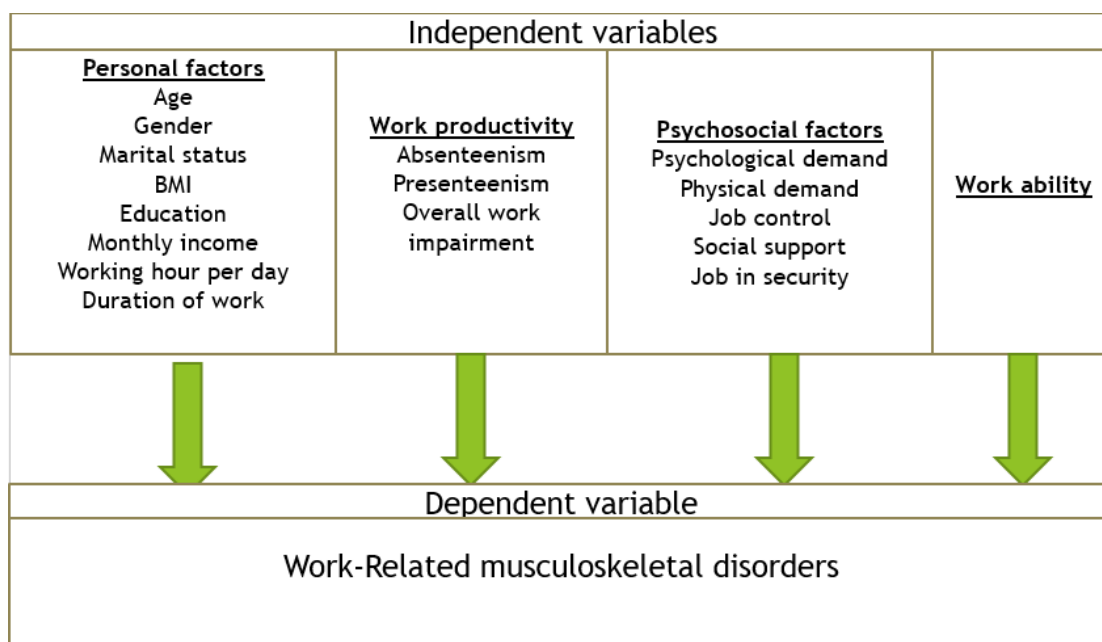 Independent variables
Personal factors
Age
Gender
Marital status
BMI
Education
Monthly income
Working hour per day
Duration of work
Work productivity
Absenteenism
Presenteenism
Overall work
impairment
Psychosocial factors
Psychological demand
Physical demand
Job control
Social support
Job in security
Work ability
Dependent variable
Work-Related musculoskeletal disorders